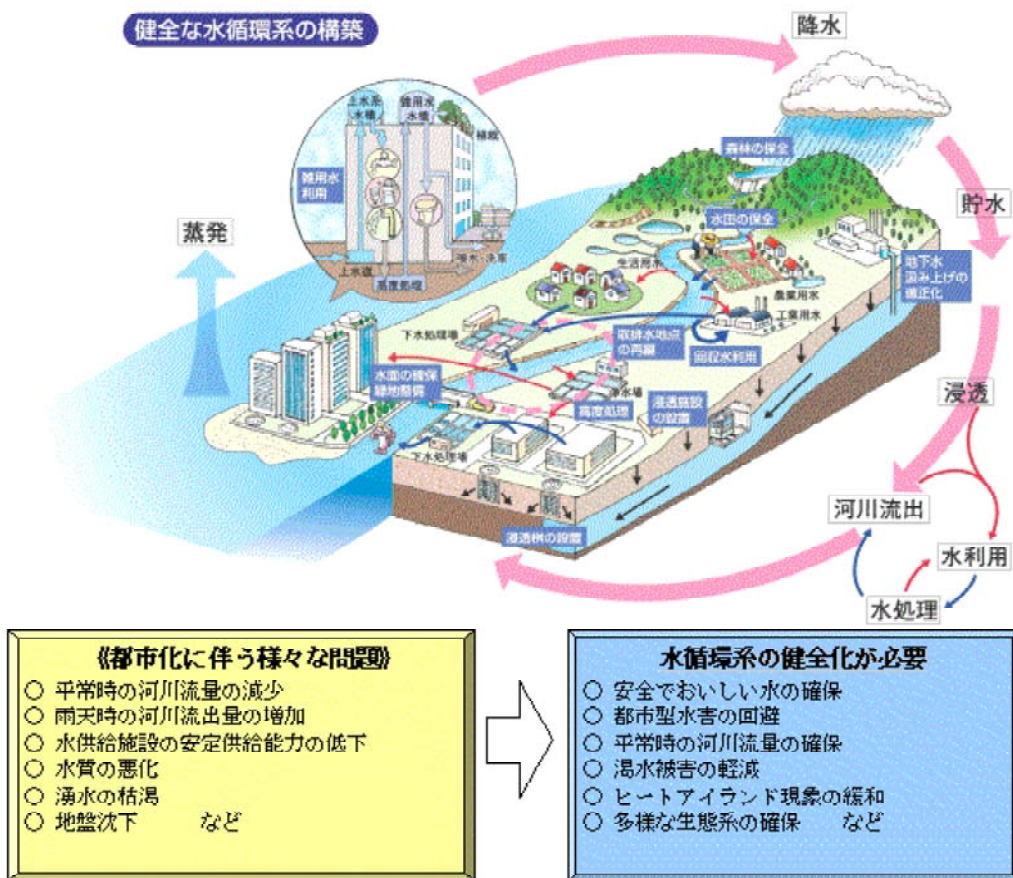 健全な水循環系の構築
降水
上水系
水槽
雑用水
水槽
植栽
雑用水
利用
上水道
高度処理
噴水・洗車
森林の保全
貯水
蒸発
水田の保全
生活用水
地下水
汲み上げの
適正化
農業用水
工業用水
下水処理場
取排水地点
の再編
回収水利用
水面の確保
緑地整備
浄水場
高度処理
浸透施設
の設置
浸透
下水処理場
河川流出
浸透桝の設置
水利用
水処理
《都市化に伴う様々な問題》
○ 平常時の河川流量の減少
○ 雨天時の河川流出量の増加
○ 水供給施設の安定供給能力の低下
○ 水質の悪化
○ 湧水の枯渇
○ 地盤沈下 など
水循環系の健全化が必要
○ 安全でおいしい水の確保
○ 都市型水害の回避
○ 平常時の河川流量の確保
○ 渇水被害の軽減
○ ヒートアイランド現象の緩和
○ 多様な生態系の確保 など